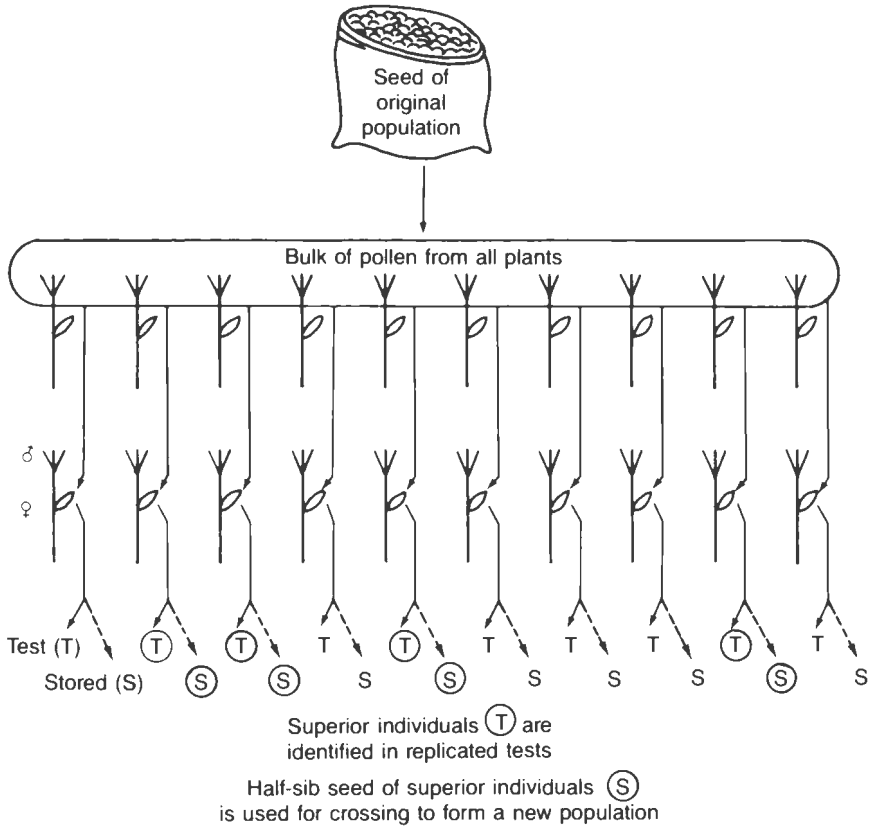 Seed of
original
population
Bulk of pollen from all plants
♂
♀
Test (T) T T T T T T T T T
Stored (S) S S S S S S S S S
Superior individuals T are
identified in replicated tests
Half-sib seed of superior individuals S
is used for crossing to form a new population